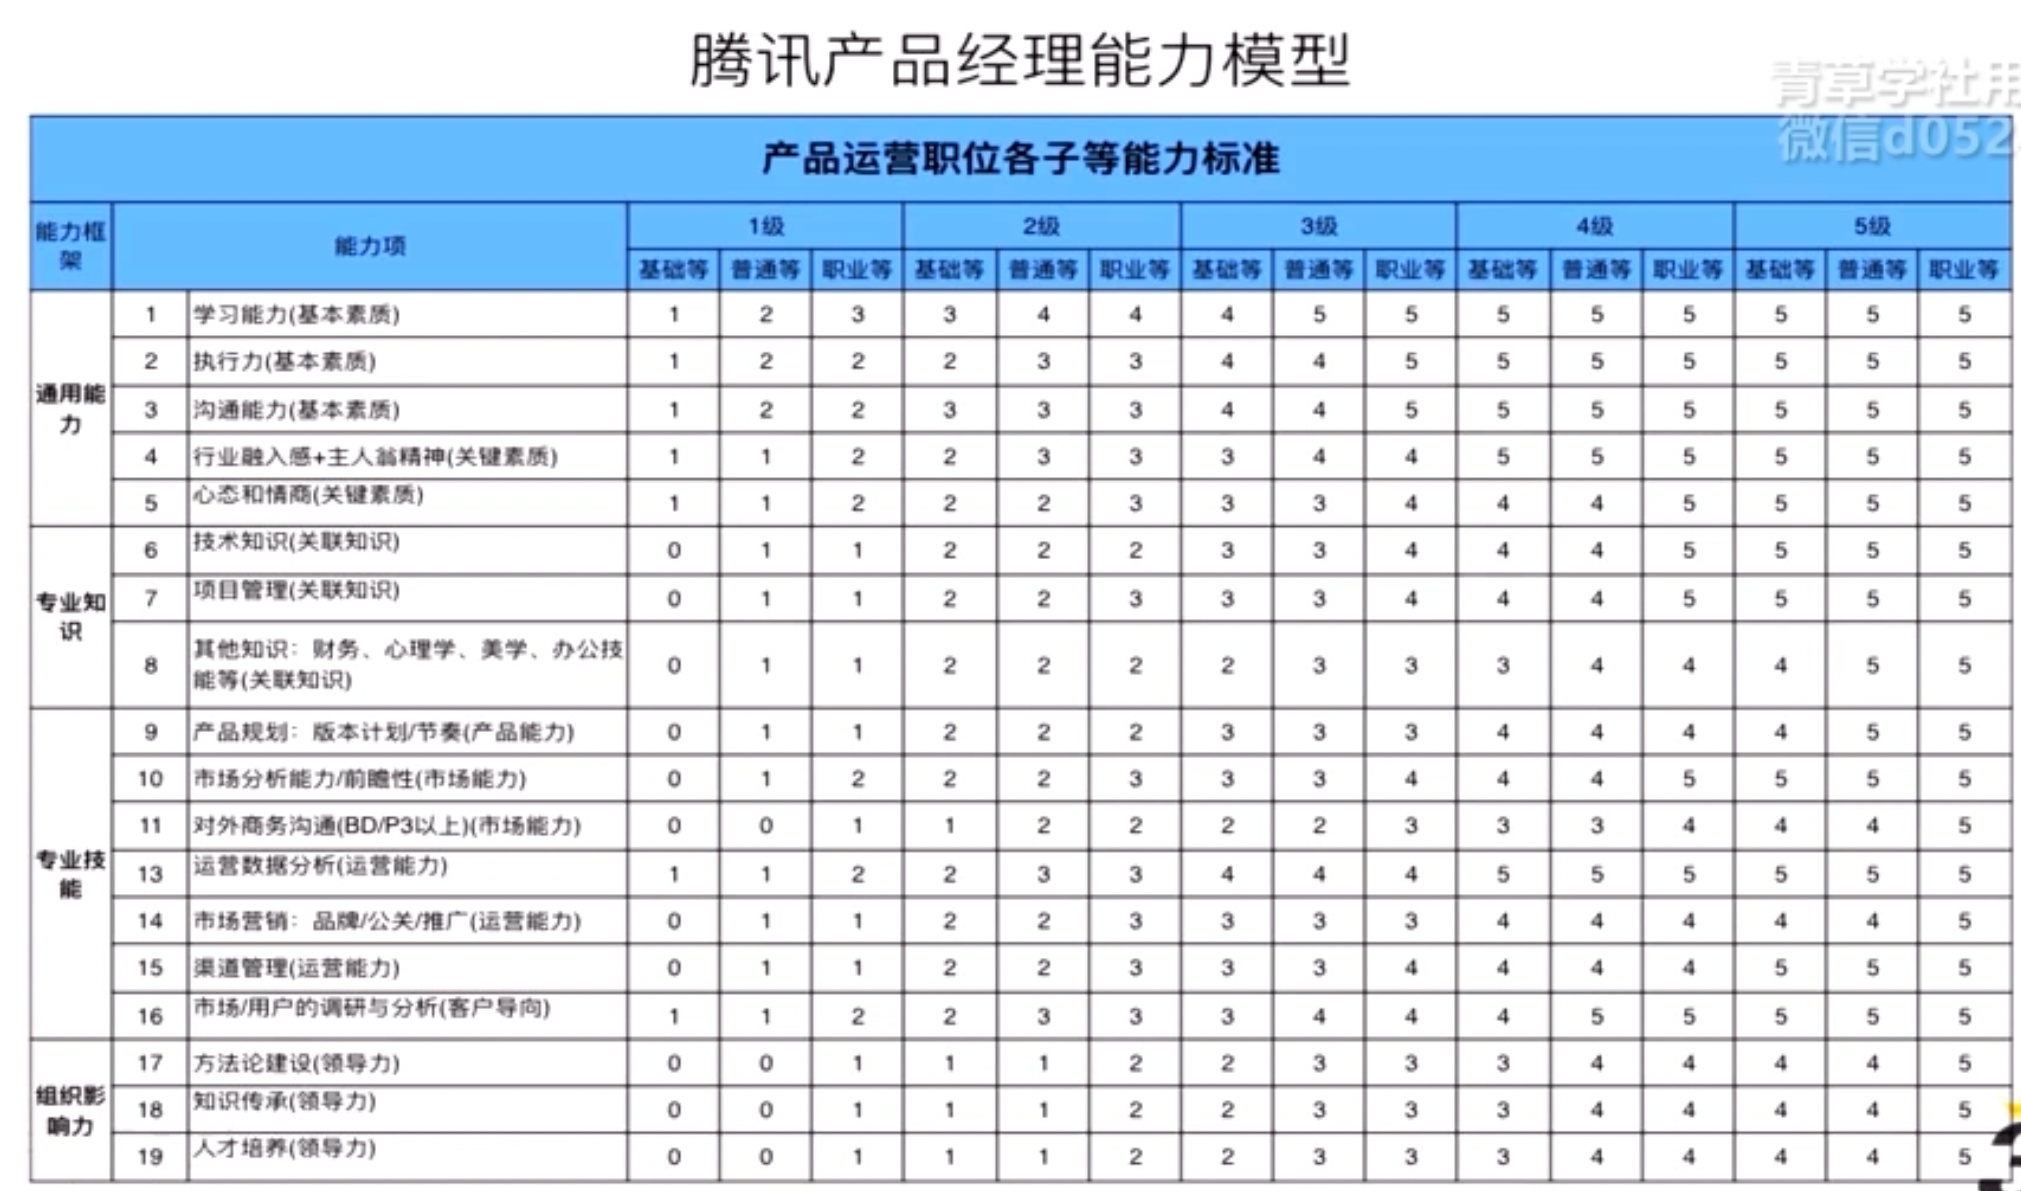 腾讯产品经理能力模型
青草学社用
微信d052
产品运营职位各子等能力标准
能力框架 能力项 1级 2级 3级 4级 5级
基础等 普通等 职业等 基础等 普通等 职业等 基础等 普通等 职业等 基础等 普通等 职业等 基础等 普通等 职业等
通用能力
1 学习能力(基本素质) 1 2 3 3 4 4 4 5 5 5 5 5 5 5 5
2 执行力(基本素质) 1 2 2 2 3 3 4 4 5 5 5 5 5 5 5
3 沟通能力(基本素质) 1 2 2 3 3 3 4 4 5 5 5 5 5 5 5
4 行业融入感+主人翁精神(关键素质) 1 1 2 2 3 3 3 4 4 5 5 5 5 5 5
5 心态和情商(关键素质) 1 1 2 2 2 3 3 3 4 4 4 5 5 5 5
专业知识
6 技术知识(关联知识) 0 1 1 2 2 2 3 3 4 4 4 5 5 5 5
7 项目管理(关联知识) 0 1 1 2 2 3 3 3 4 4 4 5 5 5 5
8 其他知识：财务、心理学、美学、办公技
能等(关联知识) 0 1 1 2 2 2 2 3 3 3 4 4 4 5 5
专业技能
9 产品规划：版本计划/节奏(产品能力) 0 1 1 2 2 2 3 3 3 4 4 4 4 5 5
10 市场分析能力/前瞻性(市场能力) 0 1 2 2 2 3 3 3 4 4 4 5 5 5 5
11 对外商务沟通(BD/P3以上)(市场能力) 0 0 1 1 2 2 2 2 3 3 3 4 4 4 5
13 运营数据分析(运营能力) 1 1 2 2 3 3 4 4 4 5 5 5 5 5 5
14 市场营销：品牌/公关/推广(运营能力) 0 1 1 2 2 3 3 3 3 4 4 4 4 4 5
15 渠道管理(运营能力) 0 1 1 2 2 3 3 3 4 4 4 4 5 5 5
16 市场/用户的调研与分析(客户导向) 1 1 2 2 3 3 3 4 4 4 5 5 5 5 5
组织影响力
17 方法论建设(领导力) 0 0 1 1 1 2 2 3 3 3 4 4 4 4 5
18 知识传承(领导力) 0 0 1 1 1 2 2 3 3 3 4 4 4 4 5
19 人才培养(领导力) 0 0 1 1 1 2 2 3 3 3 4 4 4 4 5